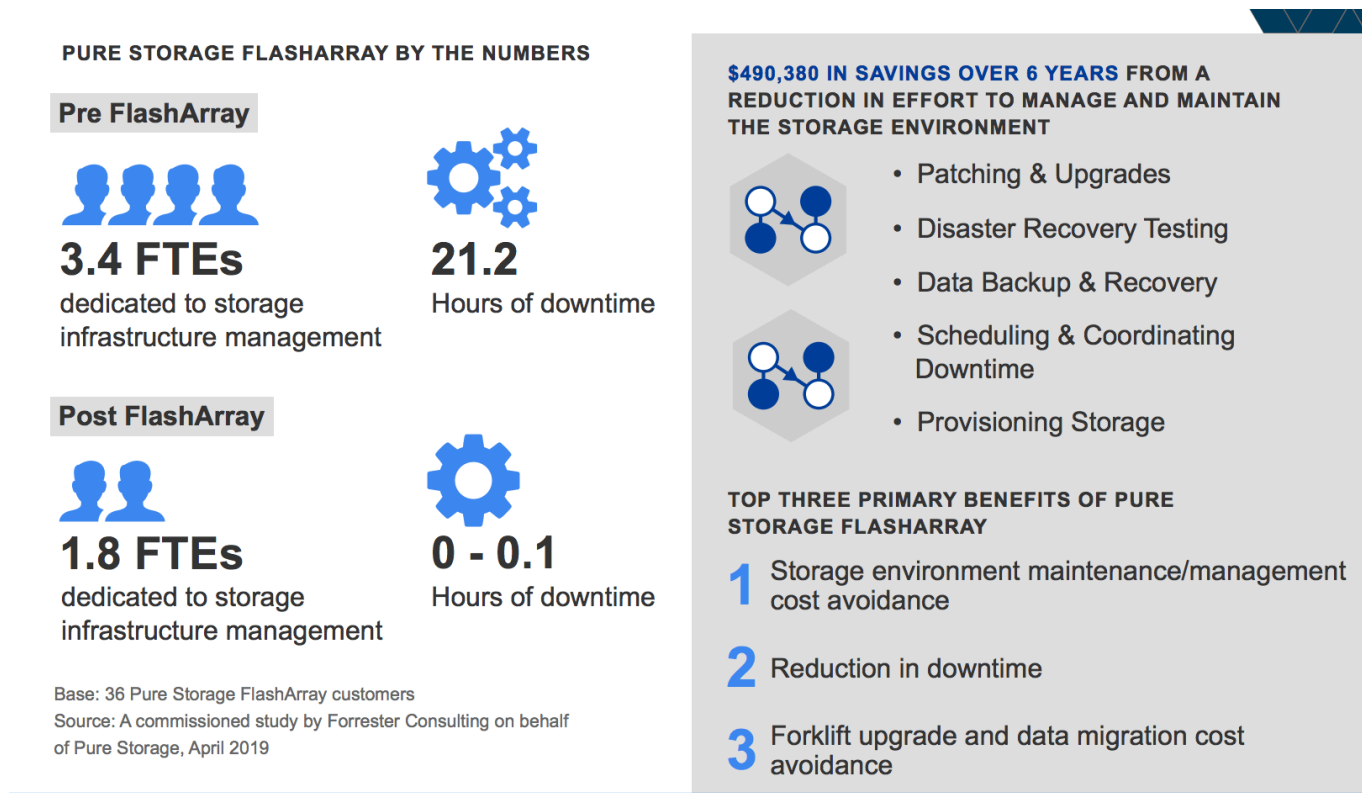 PURE STORAGE FLASHARRAY BY THE NUMBERS
Pre FlashArray
3.4 FTEs
dedicated to storage
infrastructure management
21.2
Hours of downtime
Post FlashArray
1.8 FTEs
dedicated to storage
infrastructure management
0 - 0.1
Hours of downtime
Base: 36 Pure Storage FlashArray customers
Source: A commissioned study by Forrester Consulting on behalf
of Pure Storage, April 2019
$490,380 IN SAVINGS OVER 6 YEARS FROM A
REDUCTION IN EFFORT TO MANAGE AND MAINTAIN
THE STORAGE ENVIRONMENT
• Patching & Upgrades
• Disaster Recovery Testing
• Data Backup & Recovery
• Scheduling & Coordinating
Downtime
• Provisioning Storage
TOP THREE PRIMARY BENEFITS OF PURE
STORAGE FLASHARRAY
1 Storage environment maintenance/management
cost avoidance
2 Reduction in downtime
3 Forklift upgrade and data migration cost
avoidance